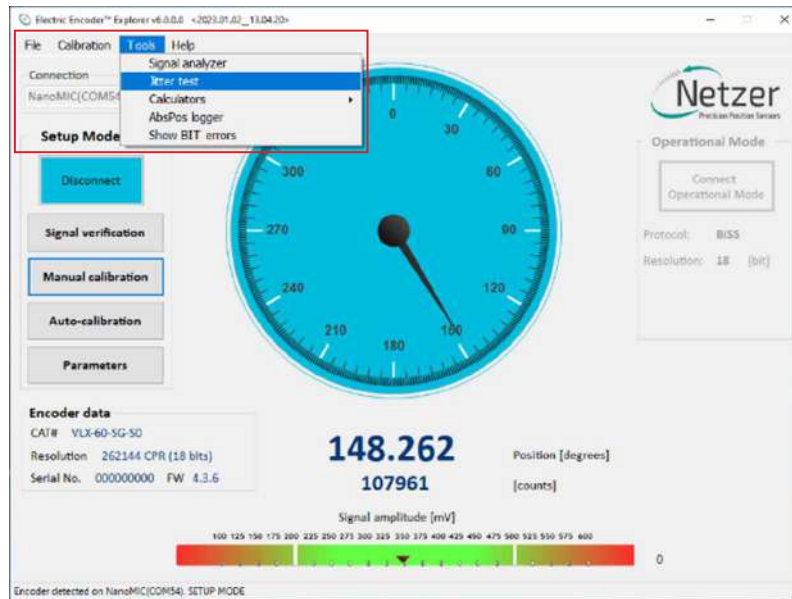 Electric Encoder™ Explorer v6.0.0.0 <2023.01.02_13.04.20>
File Calibration Tools Help
Signal analyzer
Jitter test
Calculators
AbsPos logger
Show BIT errors
Connection
NanoMIC(COM54
Setup Mode
Disconnect
Signal verification
Manual calibration
Auto-calibration
Parameters
0
30
60
90
120
160
180
210
240
270
300
Netzer
Precision Position Sensors
Operational Mode
Connect
Operational Mode
Protocol: BiSS
Resolution: 18 [bit]
Encoder data
CAT# VLX-60-SG-S0
Resolution 262144 CPR (18 bits)
Serial No. 000000000 FW 4.3.6
148.262 Position [degrees]
107961 [counts]
Signal amplitude [mV]
100 125 150 175 200 225 250 275 300 325 350 375 400 425 450 475 500 525 550 575 600
0
Encoder detected on NanoMIC(COM54). SETUP MODE